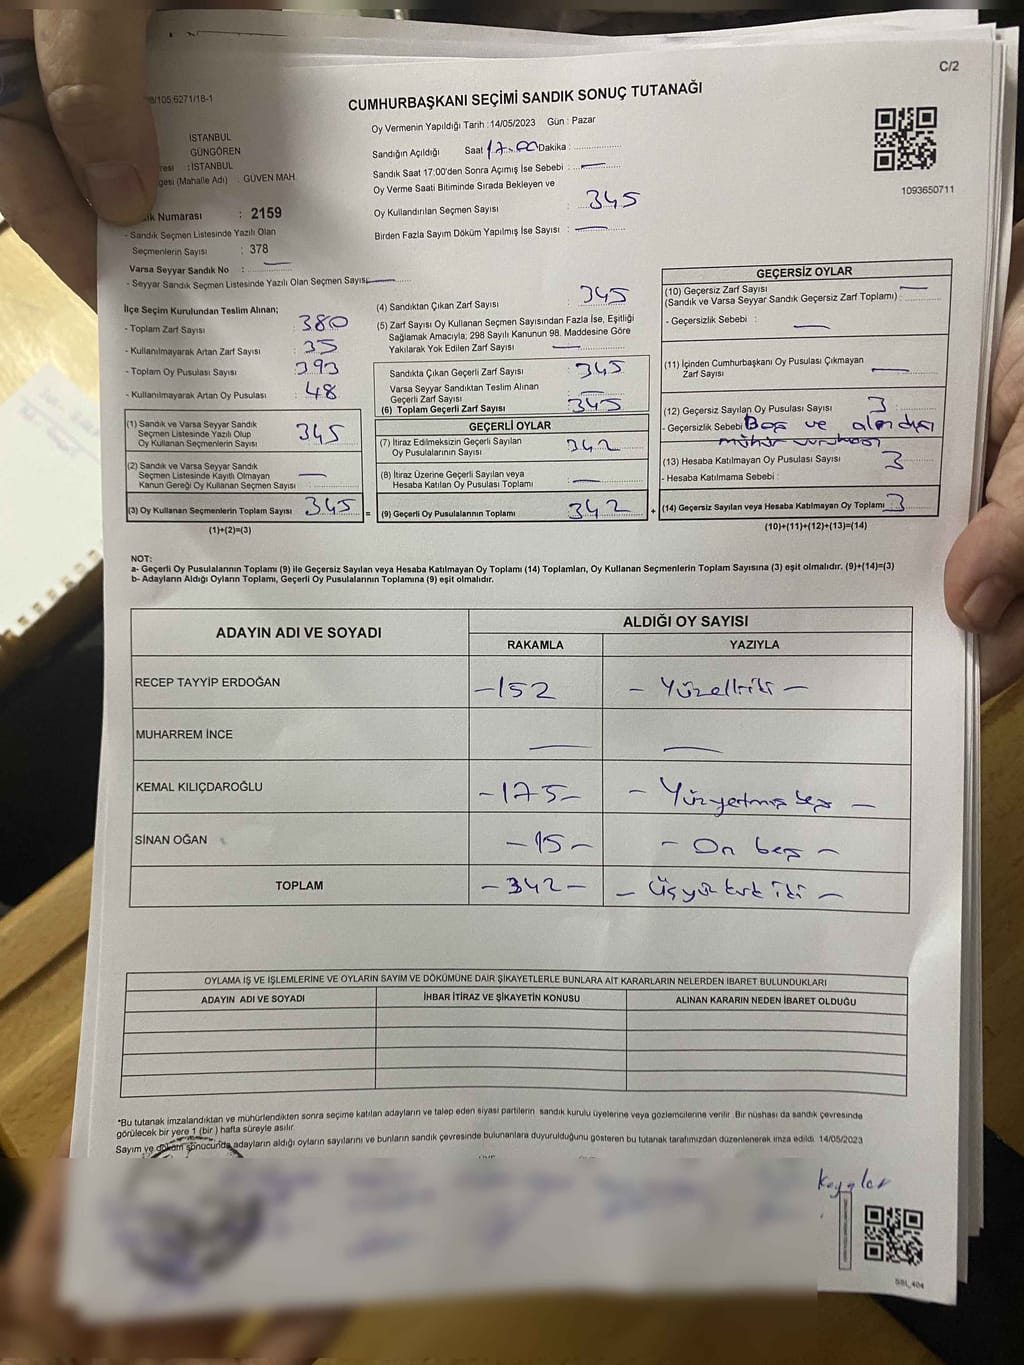 C/2
105:6271/18-1
CUMHURBAŞKANI SEÇİMİ SANDIK SONUÇ TUTANAĞI
İSTANBUL
GÜNGÖREN
: İSTANBUL
(Mahalle Adı) : GÜVEN MAH.
Numarası : 2159
- Sandık Seçmen Listesinde Yazılı Olan
Seçmenlerin Sayısı : 378
Varsa Seyyar Sandık No :
- Seyyar Sandık Seçmen Listesinde Yazılı Olan Seçmen Sayısı:
Oy Vermenin Yapıldığı Tarih : 14/05/2023 Gün : Pazar
Sandığın Açıldığı Saat 17.00 Dakika :
Sandık Saat 17:00'den Sonra Açımış İse Sebebi :
Oy Verme Saati Bitiminde Sırada Bekleyen ve
Oy Kullandırılan Seçmen Sayısı : 345
Birden Fazla Sayım Döküm Yapılmış İse Sayısı :
1093650711
İlçe Seçim Kurulundan Teslim Alınan;
- Toplam Zarf Sayısı : 380
- Kullanılmayarak Artan Zarf Sayısı : 35
- Toplam Oy Pusulası Sayısı : 393
- Kullanılmayarak Artan Oy Pusulası : 48
(1) Sandık ve Varsa Seyyar Sandık
Seçmen Listesinde Yazılı Olup
Oy Kullanan Seçmenlerin Sayısı : 345
(2) Sandık ve Varsa Seyyar Sandık
Seçmen Listesinde Kayıtlı Olmayan
Kanun Gereği Oy Kullanan Seçmen Sayısı :
(3) Oy Kullanan Seçmenlerin Toplam Sayısı : 345
(1)+(2)=(3)
(4) Sandıktan Çıkan Zarf Sayısı : 345
(5) Zarf Sayısı Oy Kullanan Seçmen Sayısından Fazla İse, Eşitliği
Sağlamak Amacıyla; 298 Sayılı Kanunun 98. Maddesine Göre
Yakılarak Yok Edilen Zarf Sayısı :
Sandıkta Çıkan Geçerli Zarf Sayısı : 345
Varsa Seyyar Sandıktan Teslim Alınan
Geçerli Zarf Sayısı :
(6) Toplam Geçerli Zarf Sayısı : 345
GEÇERLİ OYLAR
(7) İtiraz Edilmeksizin Geçerli Sayılan
Oy Pusulalarının Sayısı : 342
(8) İtiraz Üzerine Geçerli Sayılan veya
Hesaba Katılan Oy Pusulası Toplamı :
= (9) Geçerli Oy Pusulalarının Toplamı : 342 +
GEÇERSİZ OYLAR
(10) Geçersiz Zarf Sayısı :
(Sandık ve Varsa Seyyar Sandık Geçersiz Zarf Toplamı)
- Geçersizlik Sebebi :
(11) İçinden Cumhurbaşkanı Oy Pusulası Çıkmayan
Zarf Sayısı
(12) Geçersiz Sayılan Oy Pusulası Sayısı : 3
- Geçersizlik Sebebi Boş ve alandışı
mühür
(13) Hesaba Katılmayan Oy Pusulası Sayısı : 3
- Hesaba Katılmama Sebebi :
(14) Geçersiz Sayılan veya Hesaba Katılmayan Oy Toplamı : 3
(10)+(11)+(12)+(13)=(14)
NOT:
a- Geçerli Oy Pusulalarının Toplamı (9) ile Geçersiz Sayılan veya Hesaba Katılmayan Oy Toplamı (14) Toplamları, Oy Kullanan Seçmenlerin Toplam Sayısına (3) eşit olmalıdır. (9)+(14)=(3)
b- Adayların Aldığı Oyların Toplamı, Geçerli Oy Pusulalarının Toplamına (9) eşit olmalıdır.
ADAYIN ADI VE SOYADI
ALDIĞI OY SAYISI
RAKAMLA YAZIYLA
RECEP TAYYİP ERDOĞAN -152 - Yüzelliiki -
MUHARREM İNCE — —
KEMAL KILIÇDAROĞLU -175- - Yüzyetmiş beş -
SİNAN OĞAN -15- - On beş -
TOPLAM -342- - Üçyüz kırk iki -
OYLAMA İŞ VE İŞLEMLERİNE VE OYLARIN SAYIM VE DÖKÜMÜNE DAİR ŞİKAYETLERLE BUNLARA AİT KARARLARIN NELERDEN İBARET BULUNDUKLARI
ADAYIN ADI VE SOYADI İHBAR İTİRAZ VE ŞİKAYETİN KONUSU ALINAN KARARIN NEDEN İBARET OLDUĞU
*Bu tutanak imzalandıktan ve mühürlendikten sonra seçime katılan adayların ve talep eden siyasi partilerin sandık kurulu üyelerine veya gözlemcilerine verilir. Bir nüshası da sandık çevresinde
görülecek bir yere 1 (bir) hafta süreyle asılır.
Sayım ve döküm sonucunda adayların aldığı oyların sayılarını ve bunların sandık çevresinde bulunanlara duyurulduğunu gösteren bu tutanak tarafımızdan düzenlenerek imza edildi. 14/05/2023
SBL_404